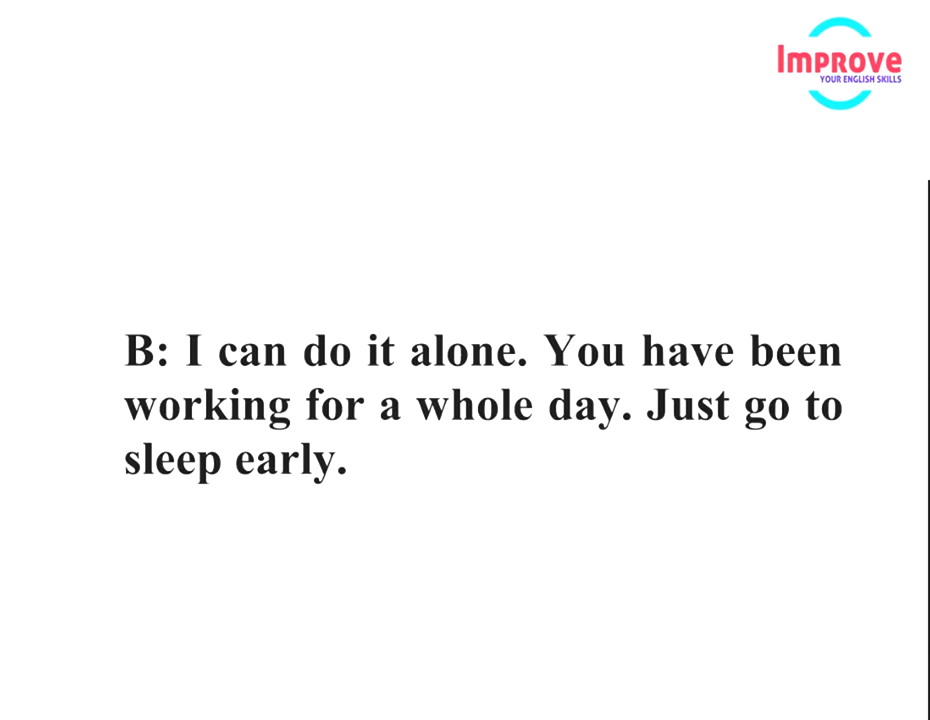 Improve
YOUR ENGLISH SKILLS
B: I can do it alone. You have been
working for a whole day. Just go to
sleep early.